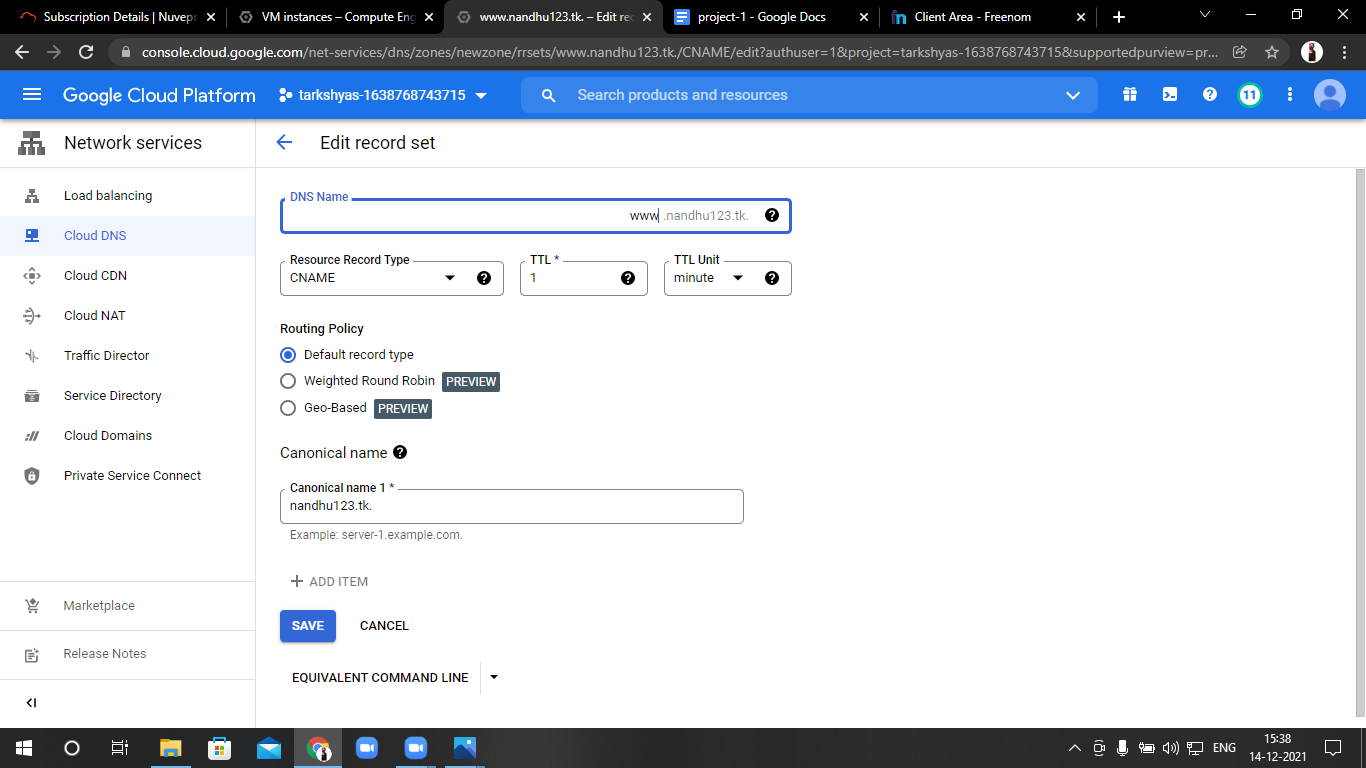 Subscription Details | Nuvepr
VM instances – Compute Eng
www.nandhu123.tk. – Edit rec
project-1 - Google Docs
Client Area - Freenom
console.cloud.google.com/net-services/dns/zones/newzone/rrsets/www.nandhu123.tk./CNAME/edit?authuser=1&project=tarkshyas-1638768743715&supportedpurview=pr...
Google Cloud Platform
tarkshyas-1638768743715
Search products and resources
11
Network services
Edit record set
Load balancing
Cloud DNS
Cloud CDN
Cloud NAT
Traffic Director
Service Directory
Cloud Domains
Private Service Connect
Marketplace
Release Notes
DNS Name
www .nandhu123.tk.
Resource Record Type
CNAME
TTL *
1
TTL Unit
minute
Routing Policy
Default record type
Weighted Round Robin PREVIEW
Geo-Based PREVIEW
Canonical name
Canonical name 1 *
nandhu123.tk.
Example: server-1.example.com.
ADD ITEM
SAVE CANCEL
EQUIVALENT COMMAND LINE
ENG
15:38
14-12-2021